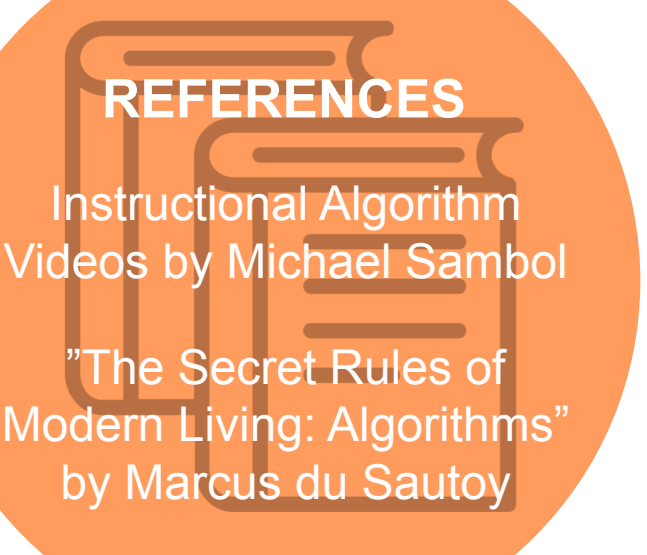 REFERENCES
Instructional Algorithm
Videos by Michael Sambol
”The Secret Rules of
Modern Living: Algorithms”
by Marcus du Sautoy